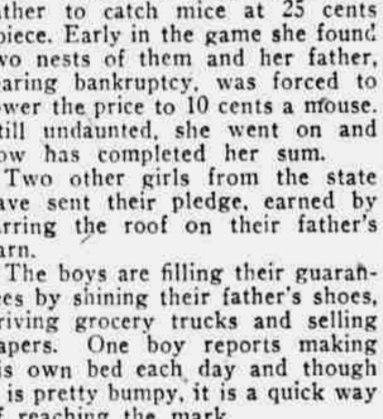 ather to catch mice at 25 cents
piece. Early in the game she found
wo nests of them and her father,
earing bankruptcy, was forced to
ower the price to 10 cents a mouse.
till undaunted, she went on and
ow has completed her sum.
Two other girls from the state
ave sent their pledge, earned by
arring the roof on their father's
arn.
The boys are filling their guaran-
ees by shining their father's shoes,
riving grocery trucks and selling
apers. One boy reports making
is own bed each day and though
is pretty bumpy, it is a quick way
f reaching the mark